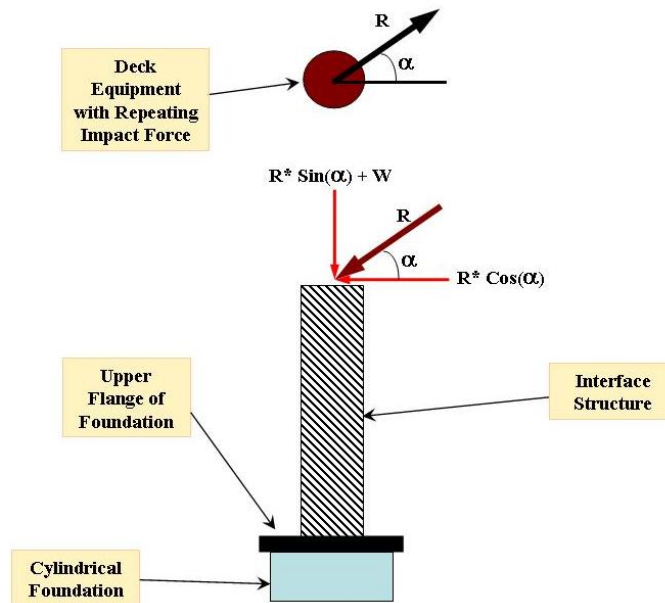 R
α
Deck
Equipment
with Repeating
Impact Force
R* Sin(α) + W
R
α
R* Cos(α)
Upper
Flange of
Foundation
Interface
Structure
Cylindrical
Foundation